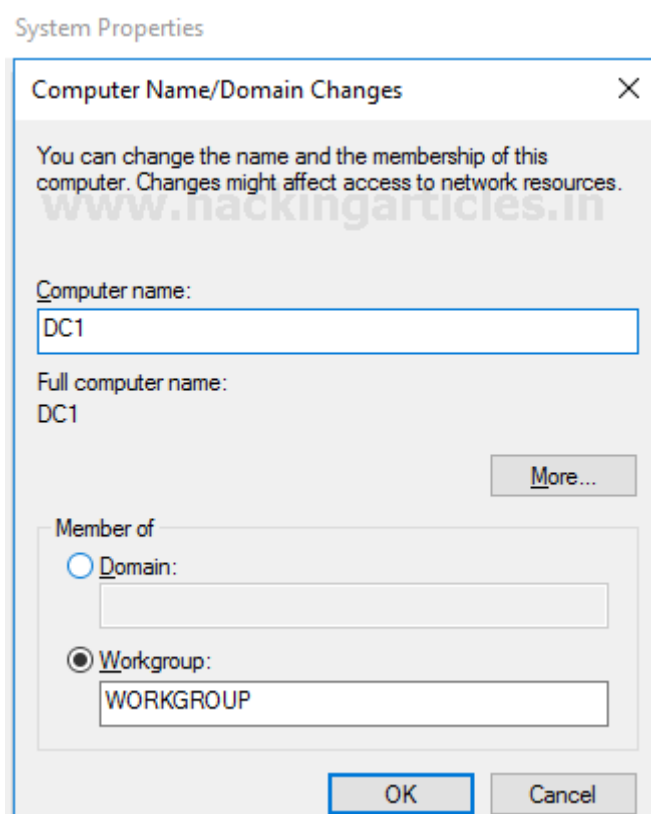 System Properties
Computer Name/Domain Changes
You can change the name and the membership of this
computer. Changes might affect access to network resources.
www.hackingarticles.in
Computer name:
DC1
Full computer name:
DC1
More...
Member of
Domain:
Workgroup:
WORKGROUP
OK Cancel